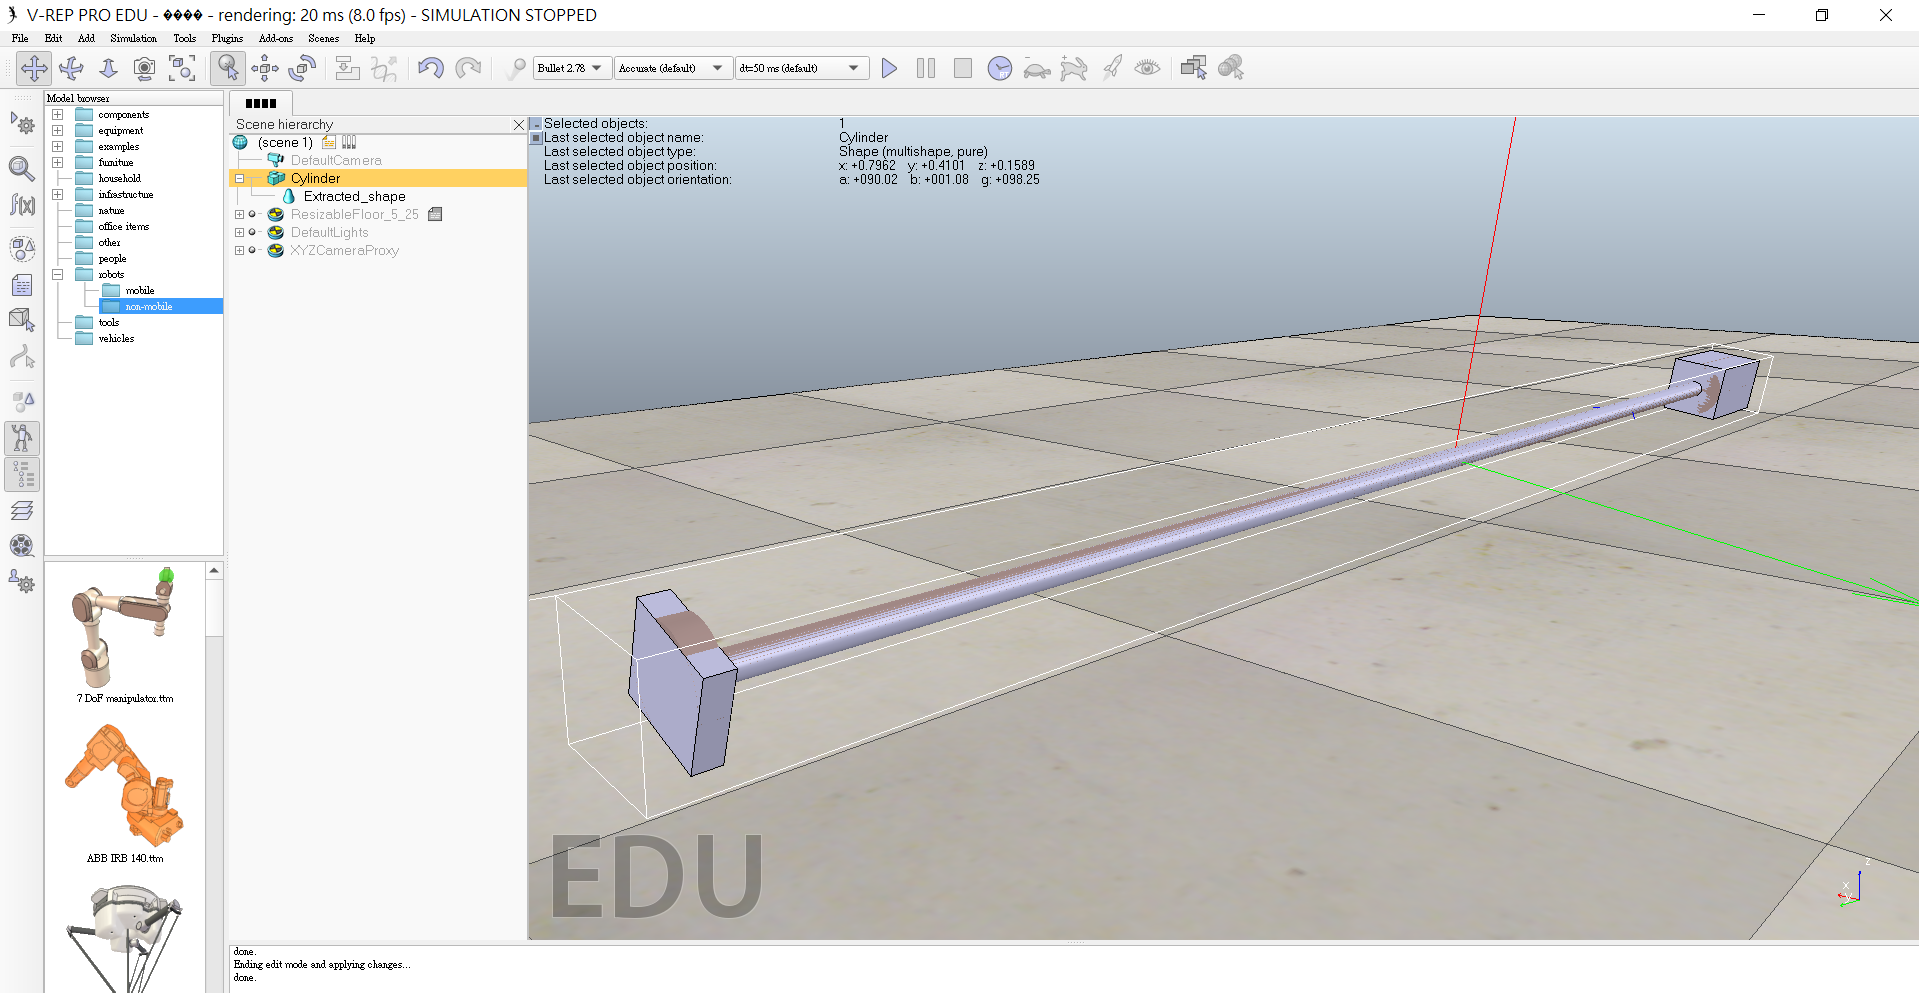 V-REP PRO EDU - ���� - rendering: 20 ms (8.0 fps) - SIMULATION STOPPED
File Edit Add Simulation Tools Plugins Add-ons Scenes Help
Bullet 2.78 Accurate (default) dt=50 ms (default)
RT
Model browser
components
equipment
examples
furniture
household
infrastructure
nature
office items
other
people
robots
mobile
non-mobile
tools
vehicles
7 DoF manipulator.ttm
ABB IRB 140.ttm
Scene hierarchy
(scene 1)
DefaultCamera
Cylinder
Extracted_shape
ResizableFloor_5_25
DefaultLights
XYZCameraProxy
Selected objects: 1
Last selected object name: Cylinder
Last selected object type: Shape (multishape, pure)
Last selected object position: x: +0.7962 y: +0.4101 z: +0.1589
Last selected object orientation: a: +090.02 b: +001.08 g: +098.25
EDU
z
x
y
done.
Ending edit mode and applying changes...
done.